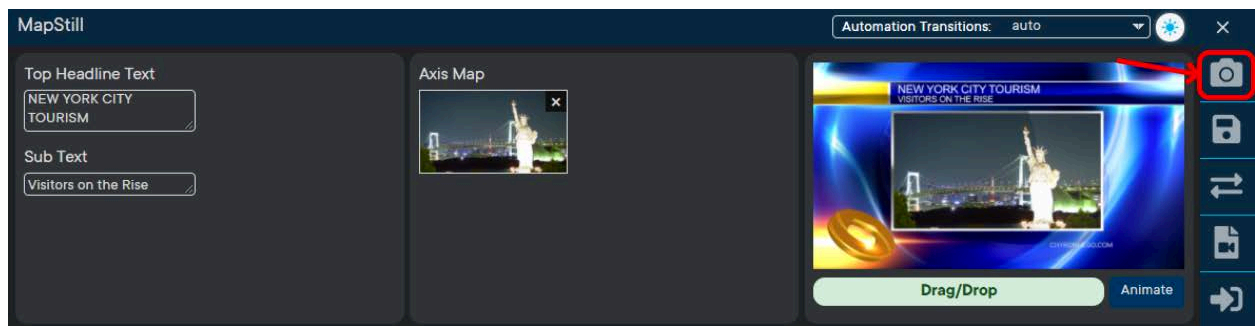 MapStill
Automation Transitions: auto
Top Headline Text
NEW YORK CITY
TOURISM
Sub Text
Visitors on the Rise
Axis Map
NEW YORK CITY TOURISM
VISITORS ON THE RISE
Drag/Drop
Animate